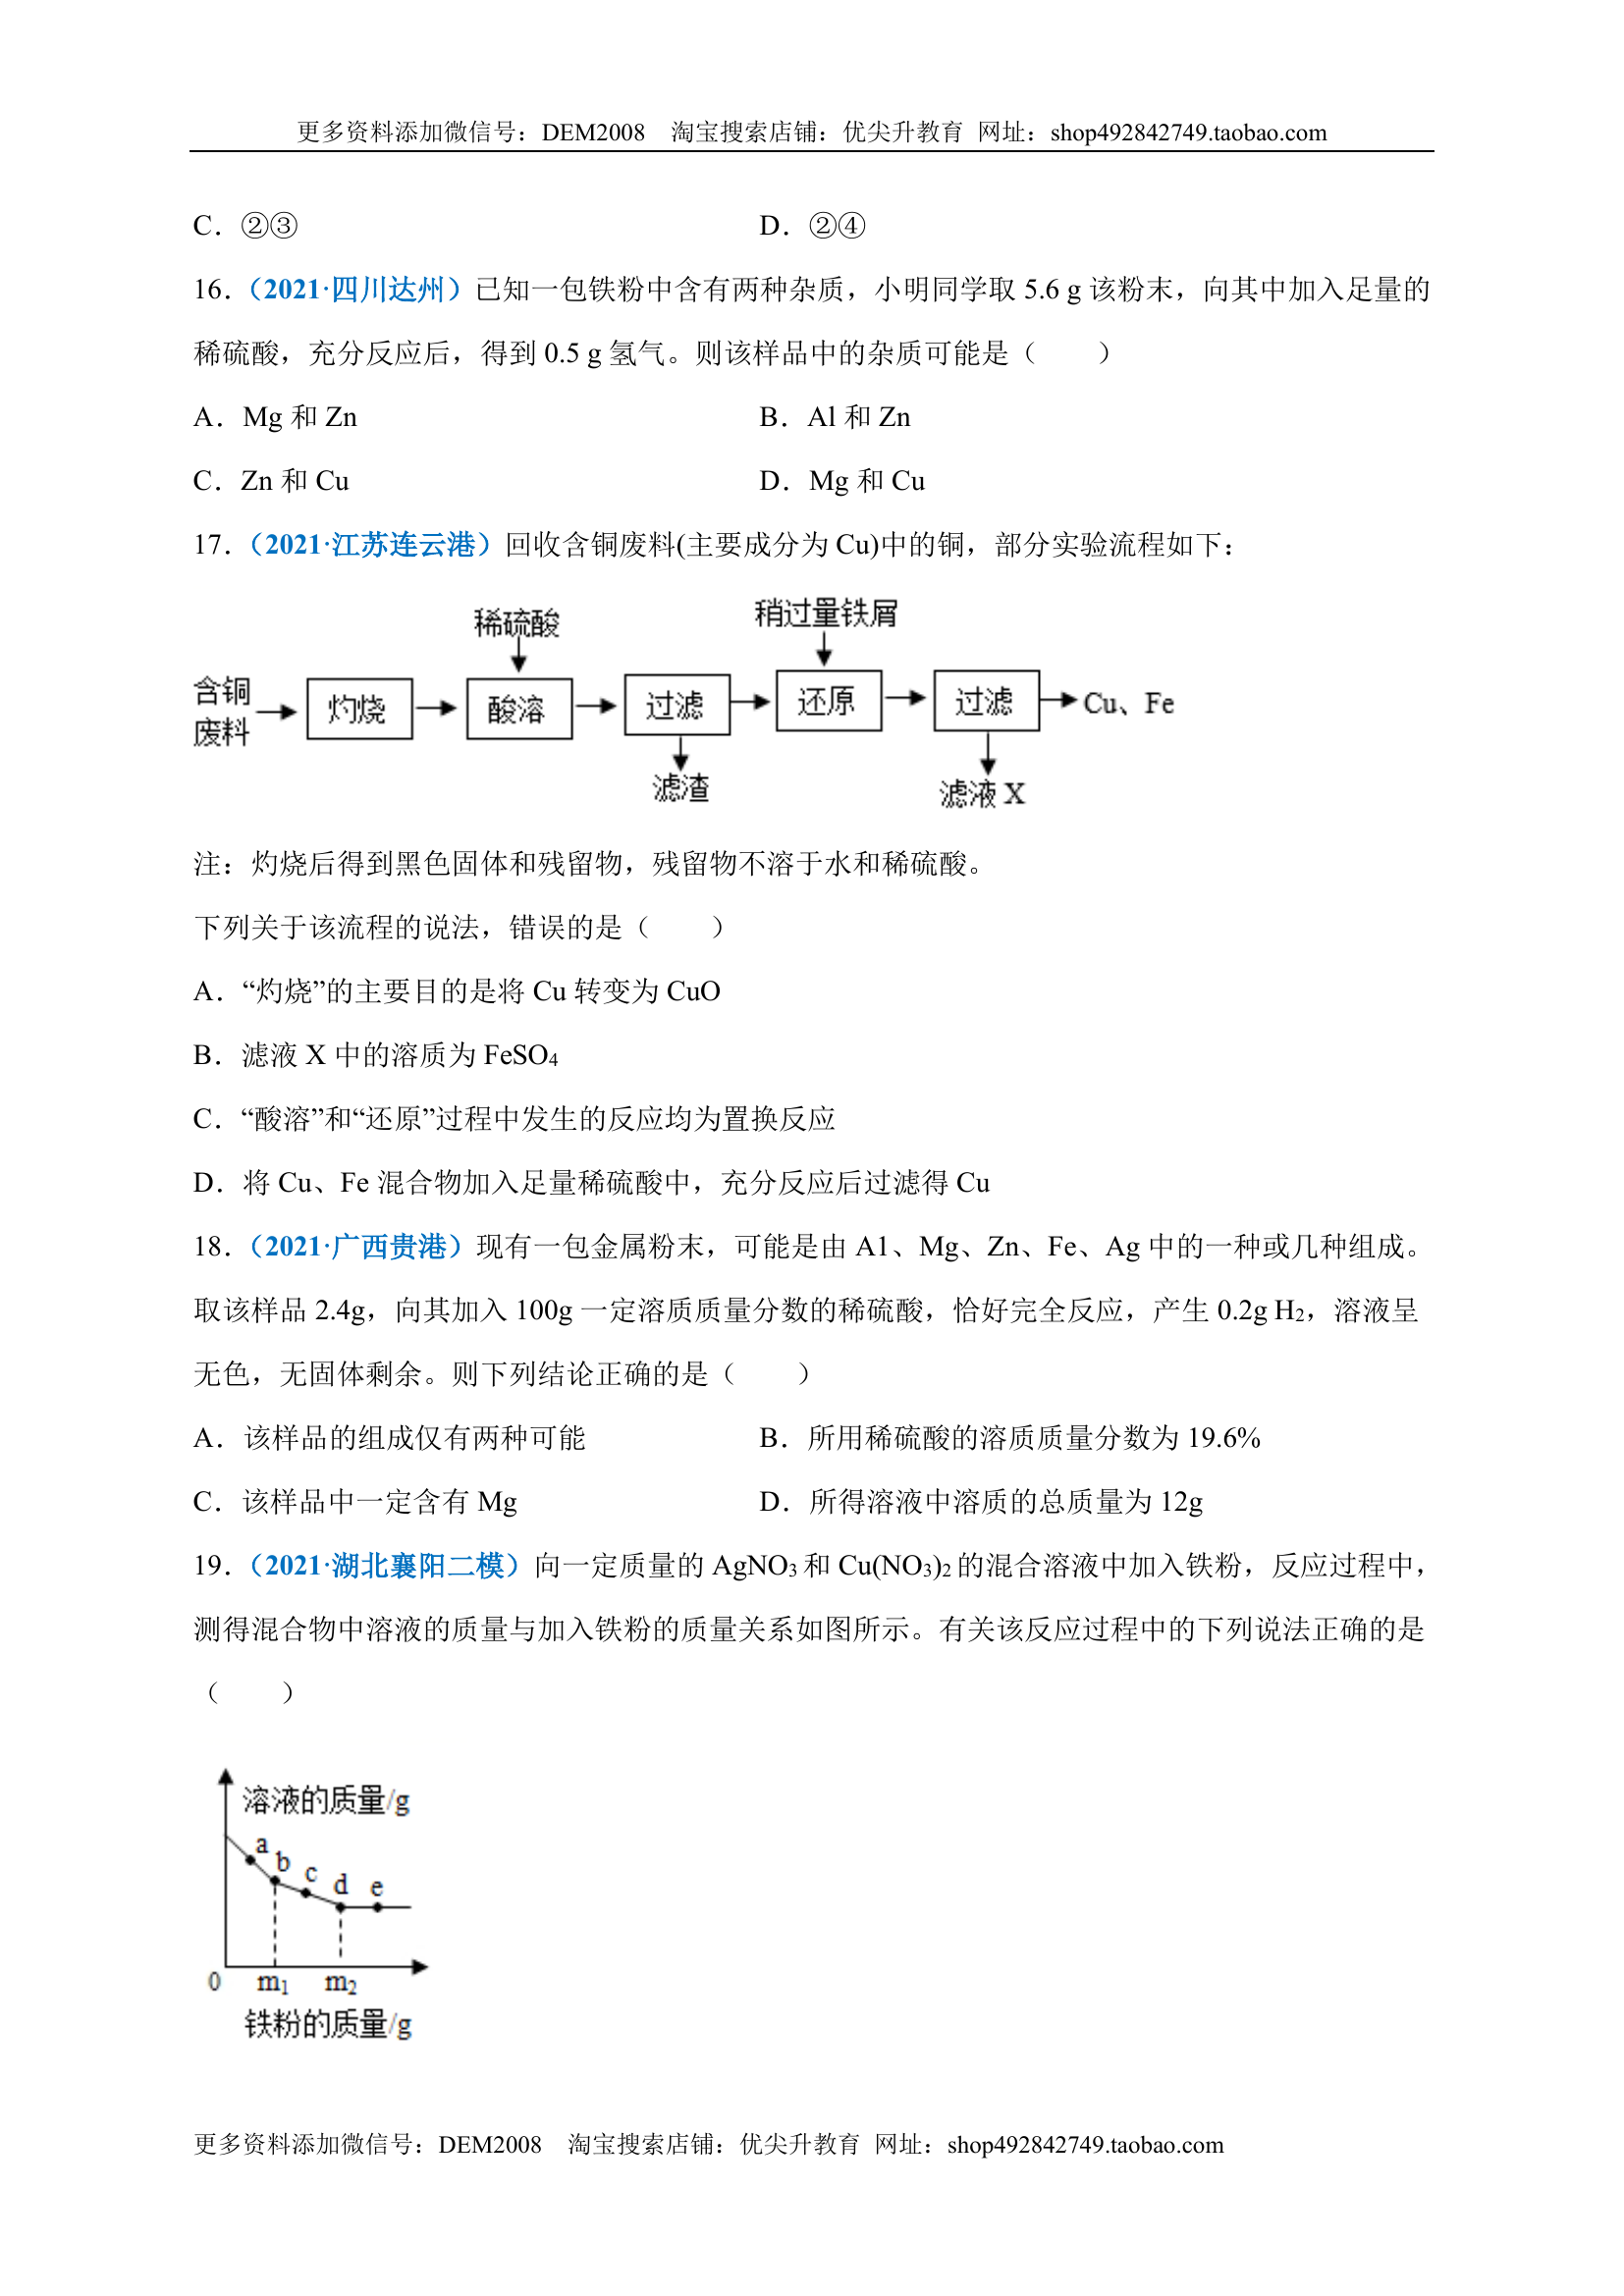 更多资料添加微信号：DEM2008 淘宝搜索店铺：优尖升教育 网址：shop492842749.taobao.com
C．②③ D．②④
16.（2021·四川达州）已知一包铁粉中含有两种杂质，小明同学取 5.6 g 该粉末，向其中加入足量的
稀硫酸，充分反应后，得到 0.5 g 氢气。则该样品中的杂质可能是（ ）
A．Mg 和 Zn B．Al 和 Zn
C．Zn 和 Cu D．Mg 和 Cu
17.（2021·江苏连云港）回收含铜废料(主要成分为 Cu)中的铜，部分实验流程如下：
稀硫酸 稍过量铁屑
含铜废料 灼烧 酸溶 过滤 还原 过滤 Cu、Fe
滤渣 滤液 X
注：灼烧后得到黑色固体和残留物，残留物不溶于水和稀硫酸。
下列关于该流程的说法，错误的是（ ）
A．“灼烧”的主要目的是将 Cu 转变为 CuO
B．滤液 X 中的溶质为 FeSO₄
C．“酸溶”和“还原”过程中发生的反应均为置换反应
D．将 Cu、Fe 混合物加入足量稀硫酸中，充分反应后过滤得 Cu
18.（2021·广西贵港）现有一包金属粉末，可能是由 A1、Mg、Zn、Fe、Ag 中的一种或几种组成。
取该样品 2.4g，向其加入 100g 一定溶质质量分数的稀硫酸，恰好完全反应，产生 0.2g H₂，溶液呈
无色，无固体剩余。则下列结论正确的是（ ）
A．该样品的组成仅有两种可能 B．所用稀硫酸的溶质质量分数为 19.6%
C．该样品中一定含有 Mg D．所得溶液中溶质的总质量为 12g
19.（2021·湖北襄阳二模）向一定质量的 AgNO₃ 和 Cu(NO₃)₂ 的混合溶液中加入铁粉，反应过程中，
测得混合物中溶液的质量与加入铁粉的质量关系如图所示。有关该反应过程中的下列说法正确的是
（ ）
溶液的质量/g
a b c d e
0 m₁ m₂
铁粉的质量/g
更多资料添加微信号：DEM2008 淘宝搜索店铺：优尖升教育 网址：shop492842749.taobao.com